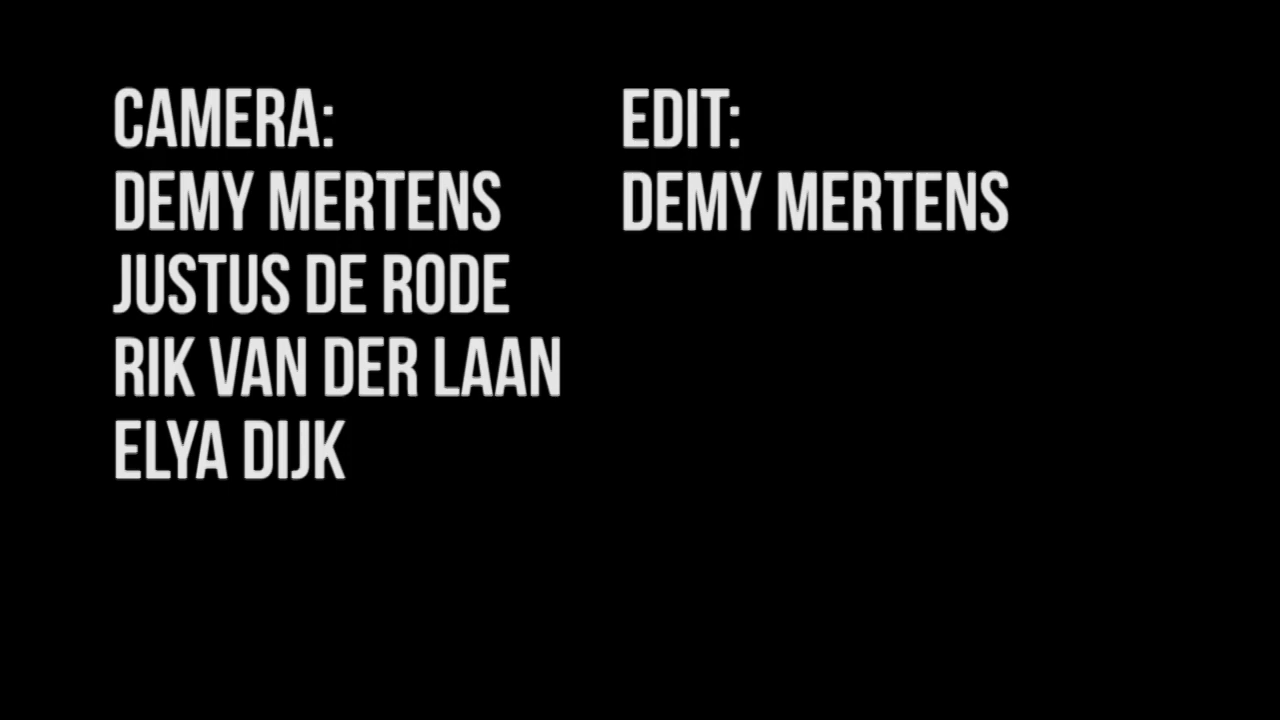 CAMERA:
DEMY MERTENS
JUSTUS DE RODE
RIK VAN DER LAAN
ELYA DIJK
EDIT:
DEMY MERTENS